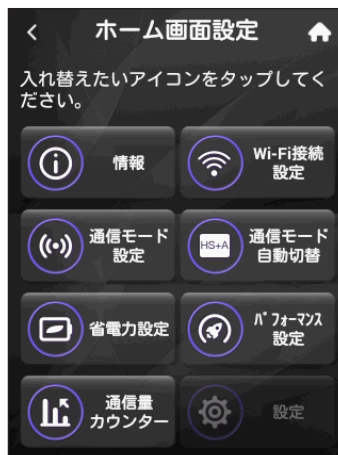 ホーム画面設定
入れ替えたいアイコンをタップしてく
ださい。
情報
Wi-Fi接続
設定
通信モード
設定
HS+A
通信モード
自動切替
省電力設定
ﾊﾟﾌｫｰﾏﾝｽ
設定
通信量
カウンター
設定